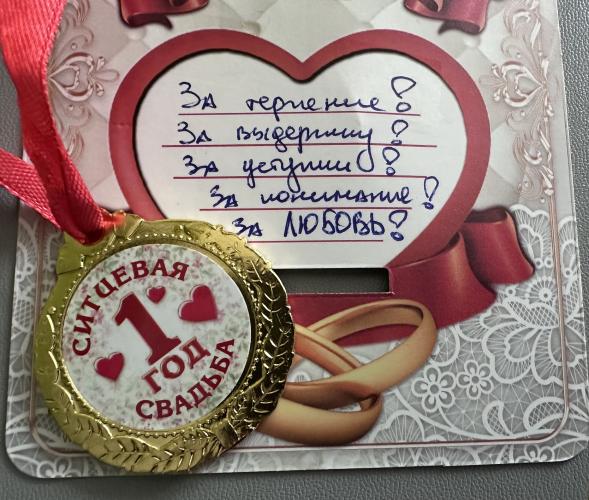 За терпение!
За выдержку!
За уступки!
За понимание!
За ЛЮБОВЬ!
СИТЦЕВАЯ
1
ГОД
СВАДЬБА